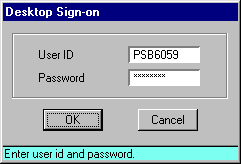 Desktop Sign-on
User ID PSB6059
Password ********
OK Cancel
Enter user id and password.